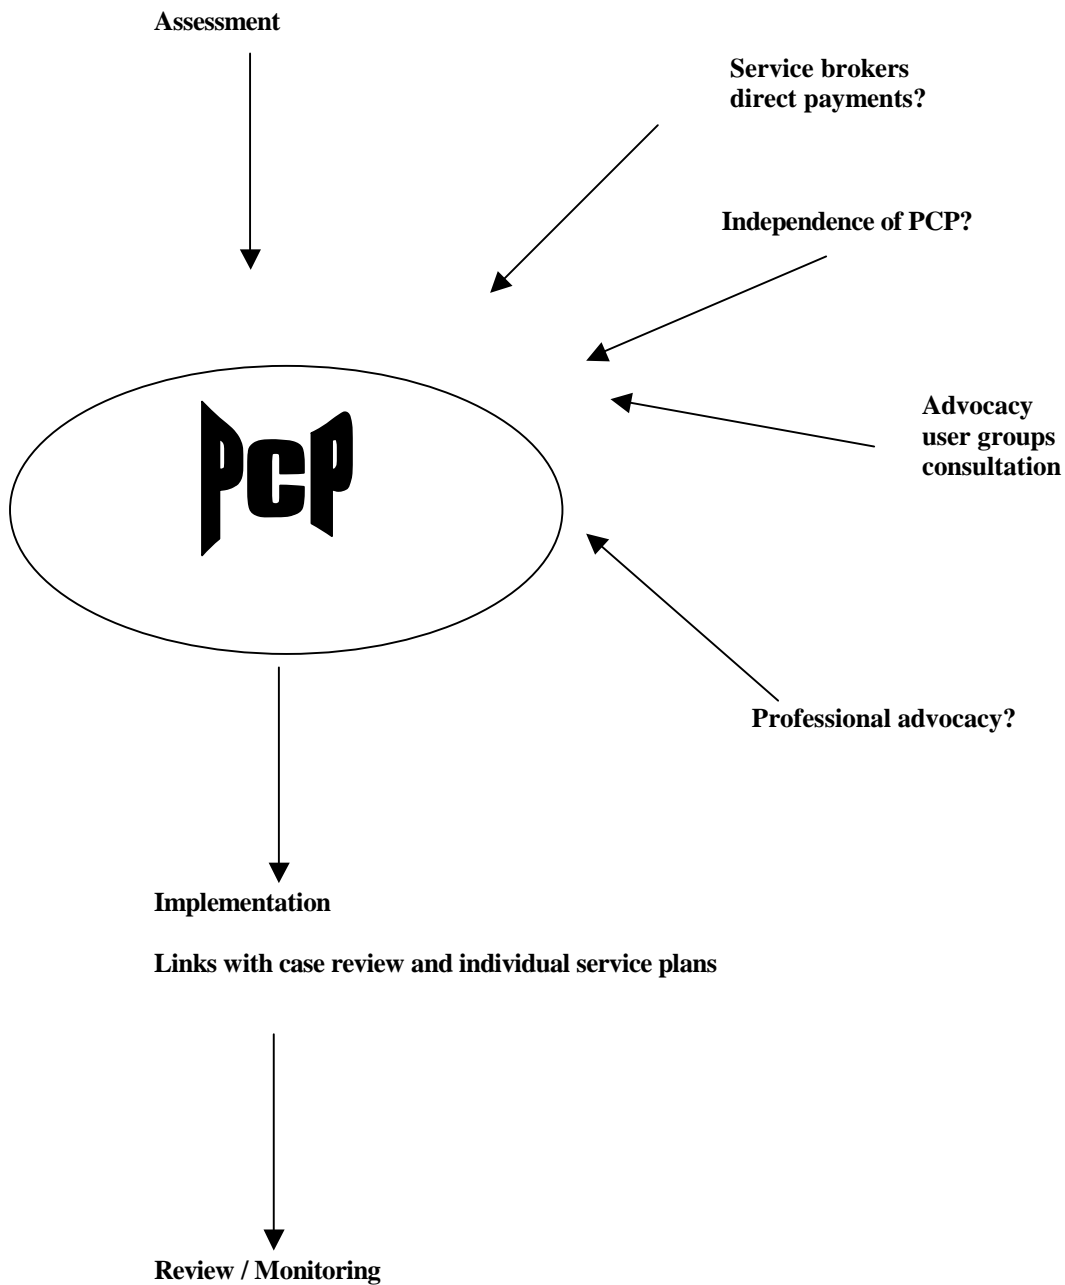 Assessment
Service brokers
direct payments?
Independence of PCP?
Advocacy
user groups
consultation
PCP
Professional advocacy?
Implementation
Links with case review and individual service plans
Review / Monitoring